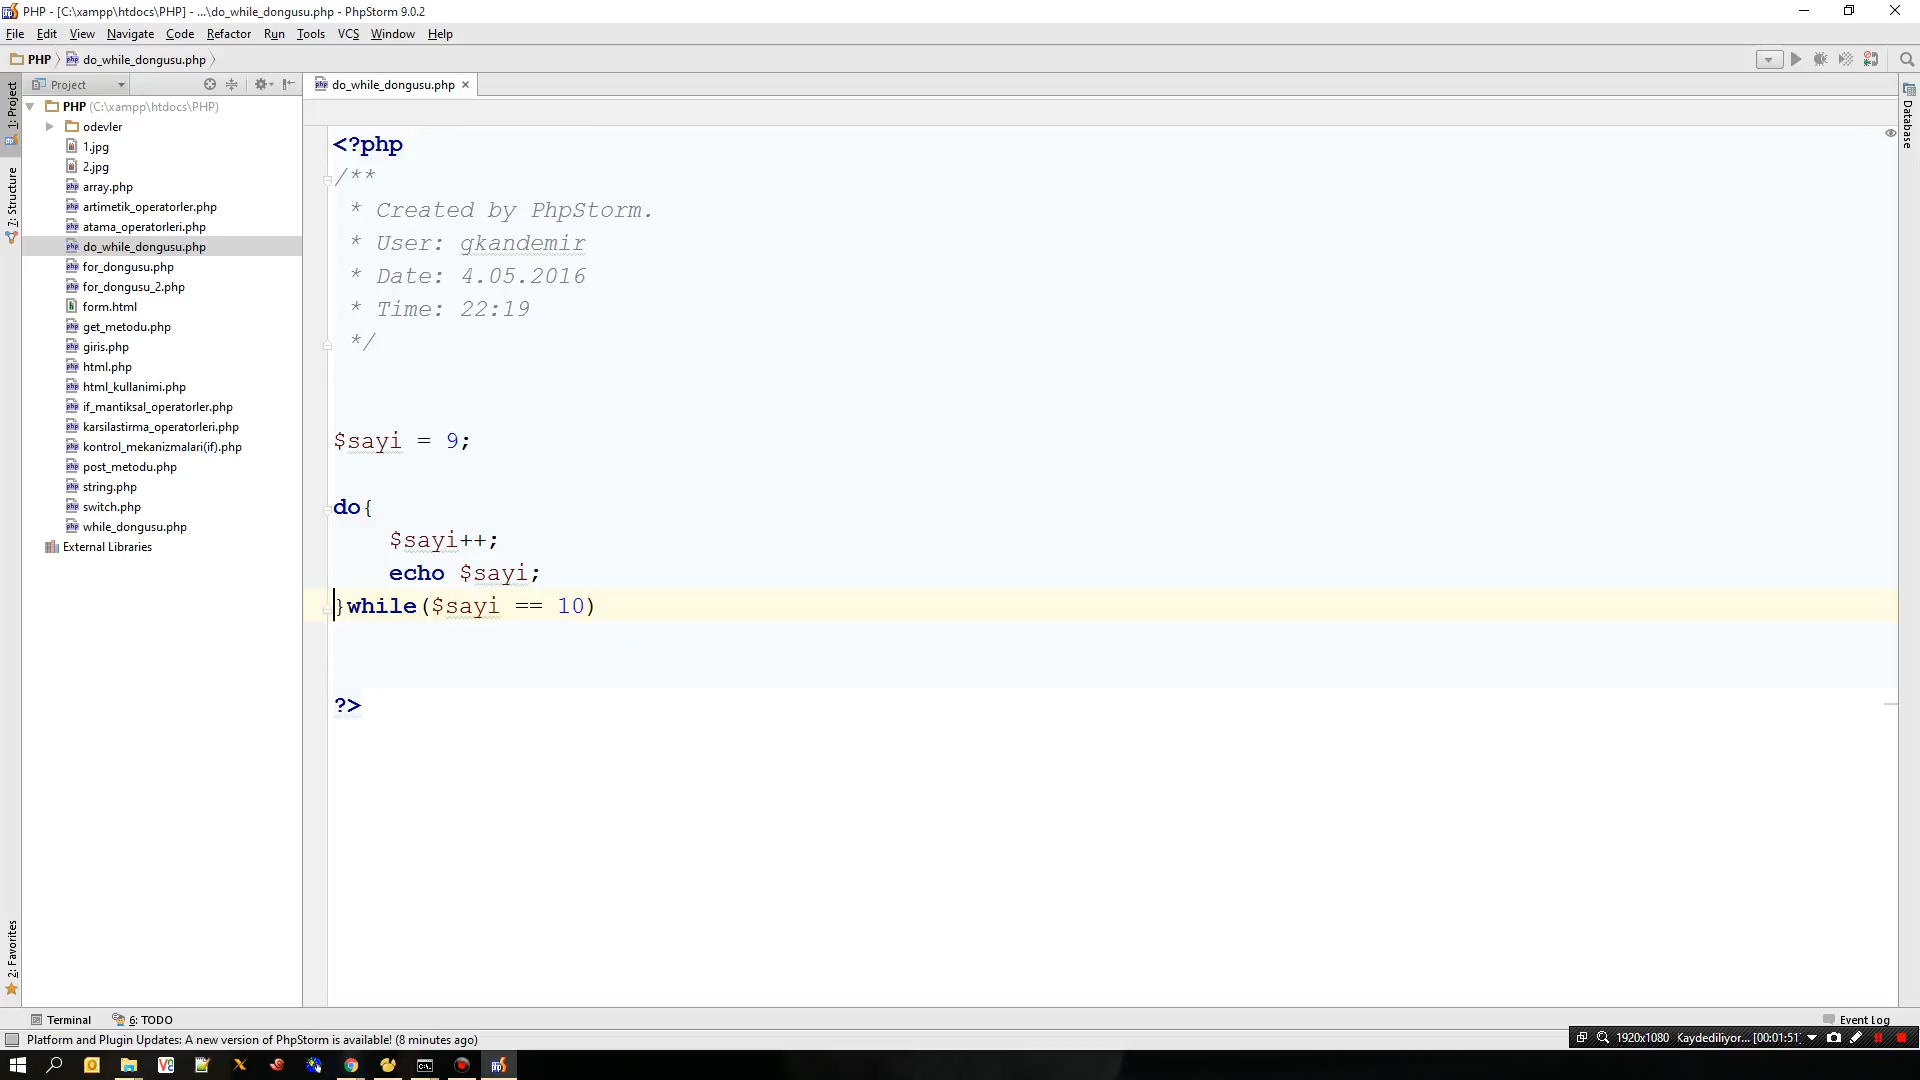 PHP - [C:\xampp\htdocs\PHP] - ...\do_while_dongusu.php - PhpStorm 9.0.2
File Edit View Navigate Code Refactor Run Tools VCS Window Help
PHP do_while_dongusu.php
Project
do_while_dongusu.php
1: Project
7: Structure
2: Favorites
Database
PHP (C:\xampp\htdocs\PHP)
odevler
1.jpg
2.jpg
array.php
artimetik_operatorler.php
atama_operatorleri.php
do_while_dongusu.php
for_dongusu.php
for_dongusu_2.php
form.html
get_metodu.php
giris.php
html.php
html_kullanimi.php
if_mantiksal_operatorler.php
karsilastirma_operatorleri.php
kontrol_mekanizmalari(if).php
post_metodu.php
string.php
switch.php
while_dongusu.php
External Libraries
<?php
/**
* Created by PhpStorm.
* User: gkandemir
* Date: 4.05.2016
* Time: 22:19
*/
$sayi = 9;
do{
$sayi++;
echo $sayi;
}while($sayi == 10)
?>
Terminal 6: TODO Event Log
Platform and Plugin Updates: A new version of PhpStorm is available! (8 minutes ago)
1920x1080 Kaydediliyor... [00:01:51]